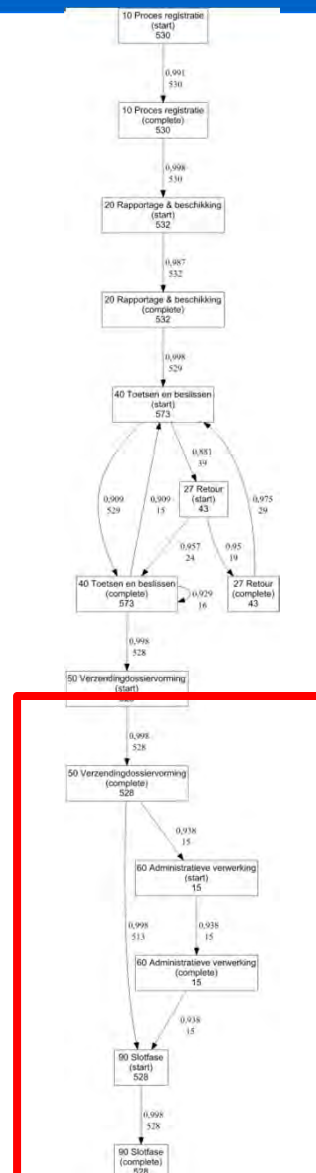 10 Proces registratie
(start)
530
0,991
530
10 Proces registratie
(complete)
530
0,998
530
20 Rapportage & beschikking
(start)
532
0,987
532
20 Rapportage & beschikking
(complete)
532
0,998
529
40 Toetsen en beslissen
(start)
573
0,881
39
27 Retour
(start)
43
0,909
529
0,909
15
0,975
29
0,957
24
0,95
19
40 Toetsen en beslissen
(complete)
573
0,929
16
27 Retour
(complete)
43
0,998
528
50 Verzendingdossiervorming
(start)
0,998
528
50 Verzendingdossiervorming
(complete)
528
0,938
15
60 Administratieve verwerking
(start)
15
0,998
513
0,938
15
60 Administratieve verwerking
(complete)
15
0,938
15
90 Slotfase
(start)
528
0,998
528
90 Slotfase
(complete)
528